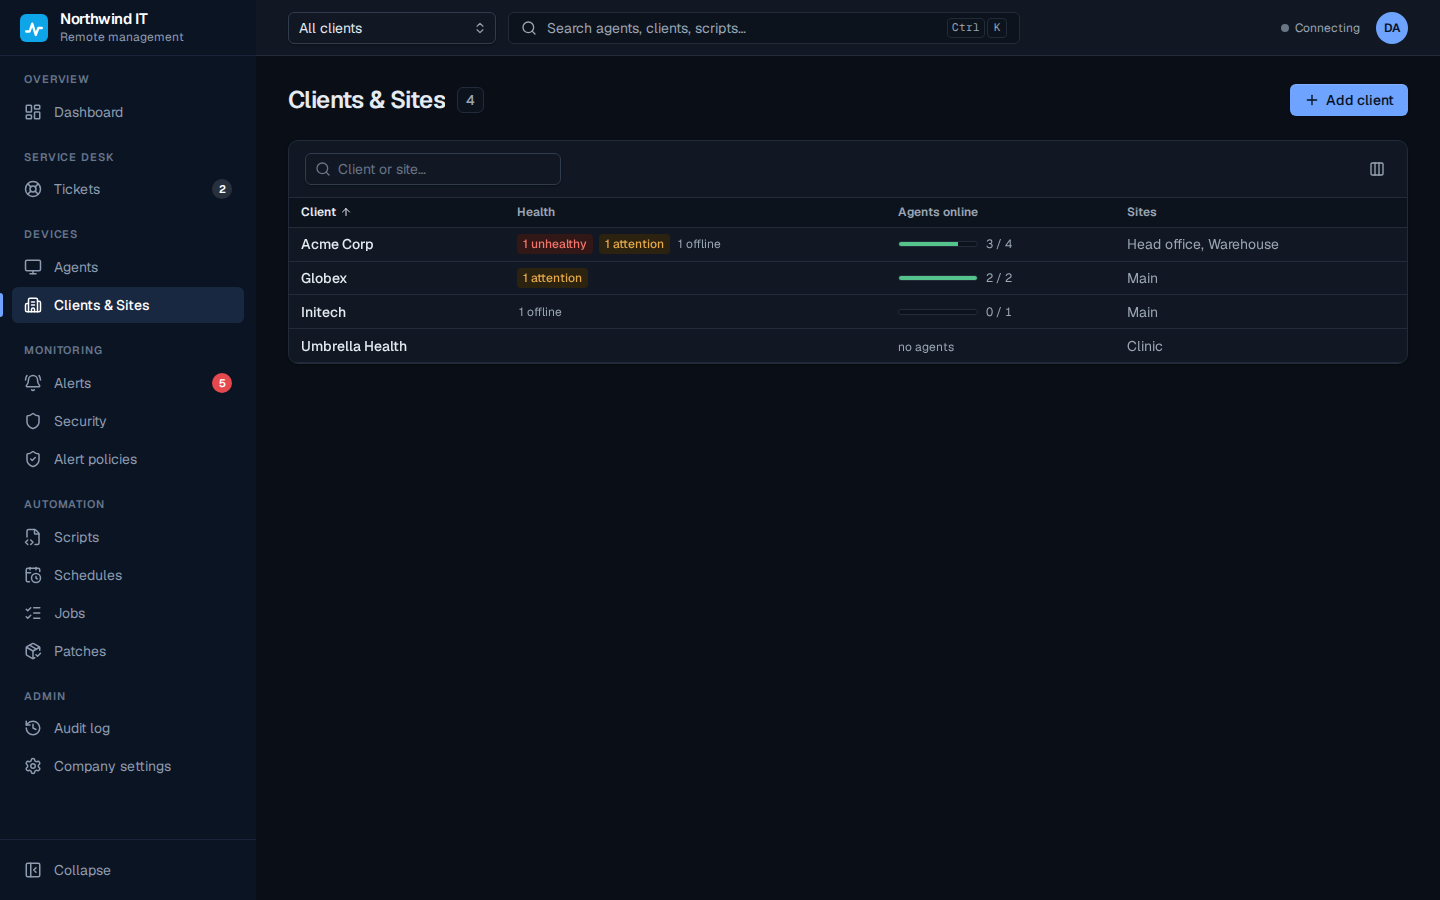 Northwind IT
Remote management
All clients
Search agents, clients, scripts...
Ctrl K
Connecting
DA
OVERVIEW
Dashboard
SERVICE DESK
Tickets 2
DEVICES
Agents
Clients & Sites
MONITORING
Alerts 5
Security
Alert policies
AUTOMATION
Scripts
Schedules
Jobs
Patches
ADMIN
Audit log
Company settings
Collapse
Clients & Sites 4
Add client
Client or site...
Client Health Agents online Sites
Acme Corp 1 unhealthy 1 attention 1 offline 3 / 4 Head office, Warehouse
Globex 1 attention 2 / 2 Main
Initech 1 offline 0 / 1 Main
Umbrella Health no agents Clinic